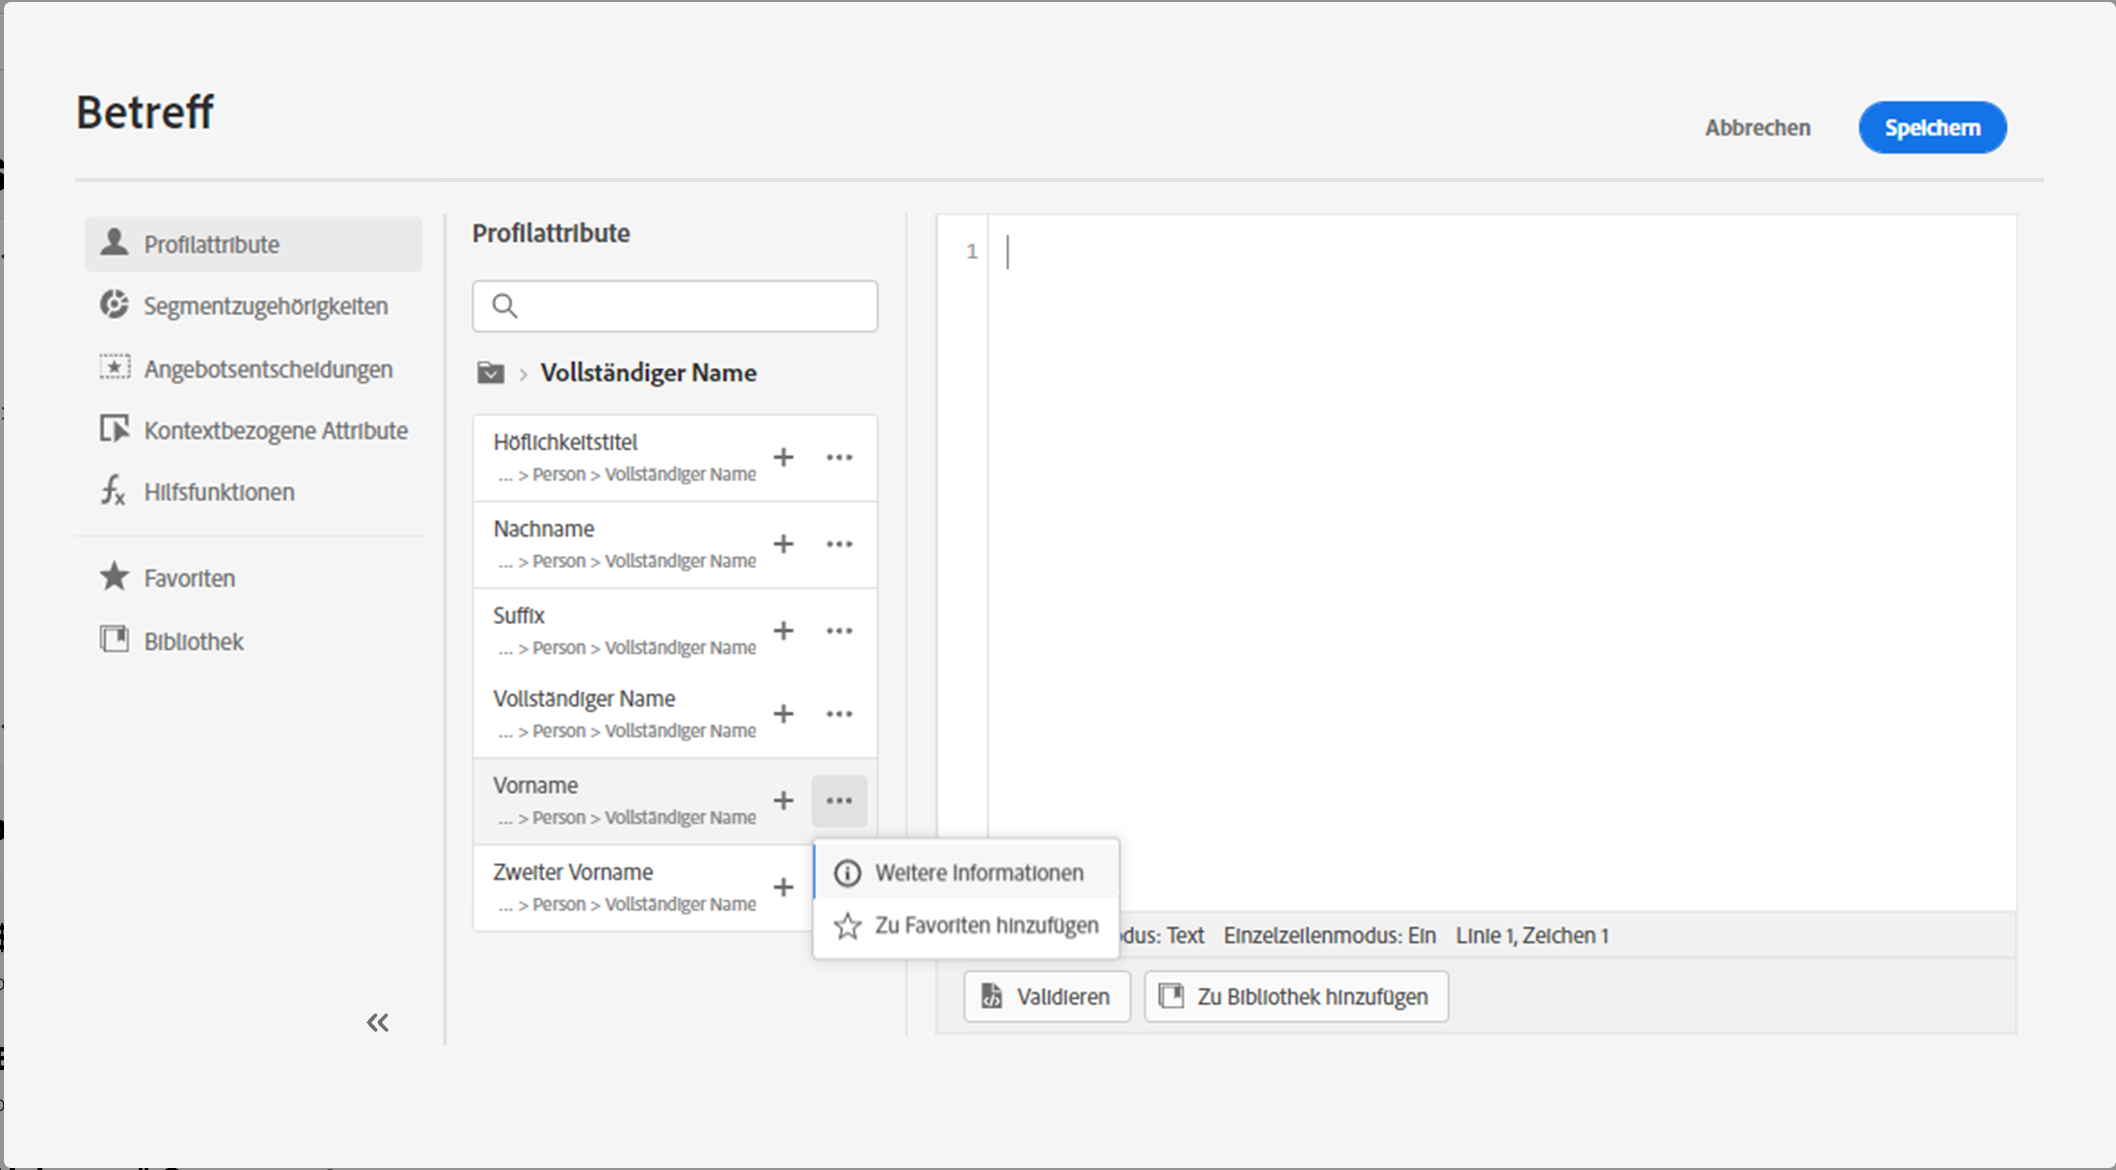 Betreff
Abbrechen
Speichern
Profilattribute
Segmentzugehörigkeiten
Angebotsentscheidungen
Kontextbezogene Attribute
Hilfsfunktionen
Favoriten
Bibliothek
Profilattribute
> Vollständiger Name
Höflichkeitstitel
... > Person > Vollständiger Name
Nachname
... > Person > Vollständiger Name
Suffix
... > Person > Vollständiger Name
Vollständiger Name
... > Person > Vollständiger Name
Vorname
... > Person > Vollständiger Name
Zweiter Vorname
... > Person > Vollständiger Name
Weitere Informationen
Zu Favoriten hinzufügen
1
dus: Text Einzelzeilenmodus: Ein Linie 1, Zeichen 1
Validieren
Zu Bibliothek hinzufügen